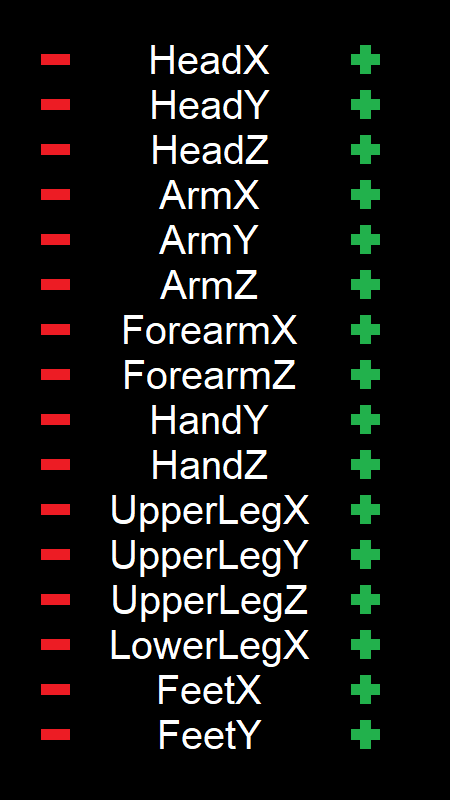 HeadX
HeadY
HeadZ
ArmX
ArmY
ArmZ
ForearmX
ForearmZ
HandY
HandZ
UpperLegX
UpperLegY
UpperLegZ
LowerLegX
FeetX
FeetY